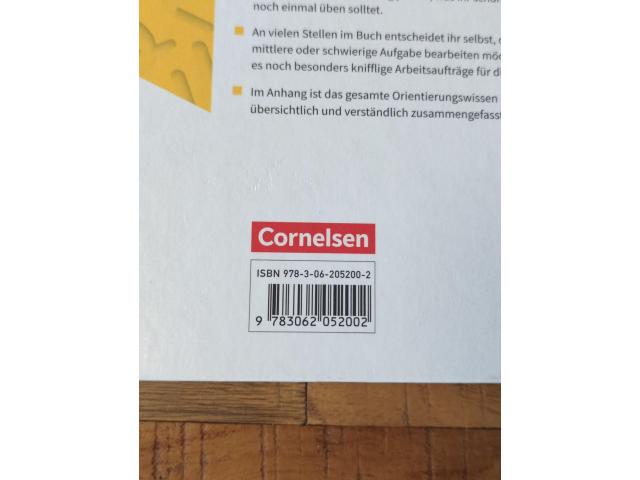 noch einmal üben solltet.
An vielen Stellen im Buch entscheidet ihr selbst,
mittlere oder schwierige Aufgabe bearbeiten
es noch besonders knifflige Arbeitsaufträge für
Im Anhang ist das gesamte Orientierungswissen
übersichtlich und verständlich zusammengefasst
Cornelsen
ISBN 978-3-06-205200-2
9 783062 052002